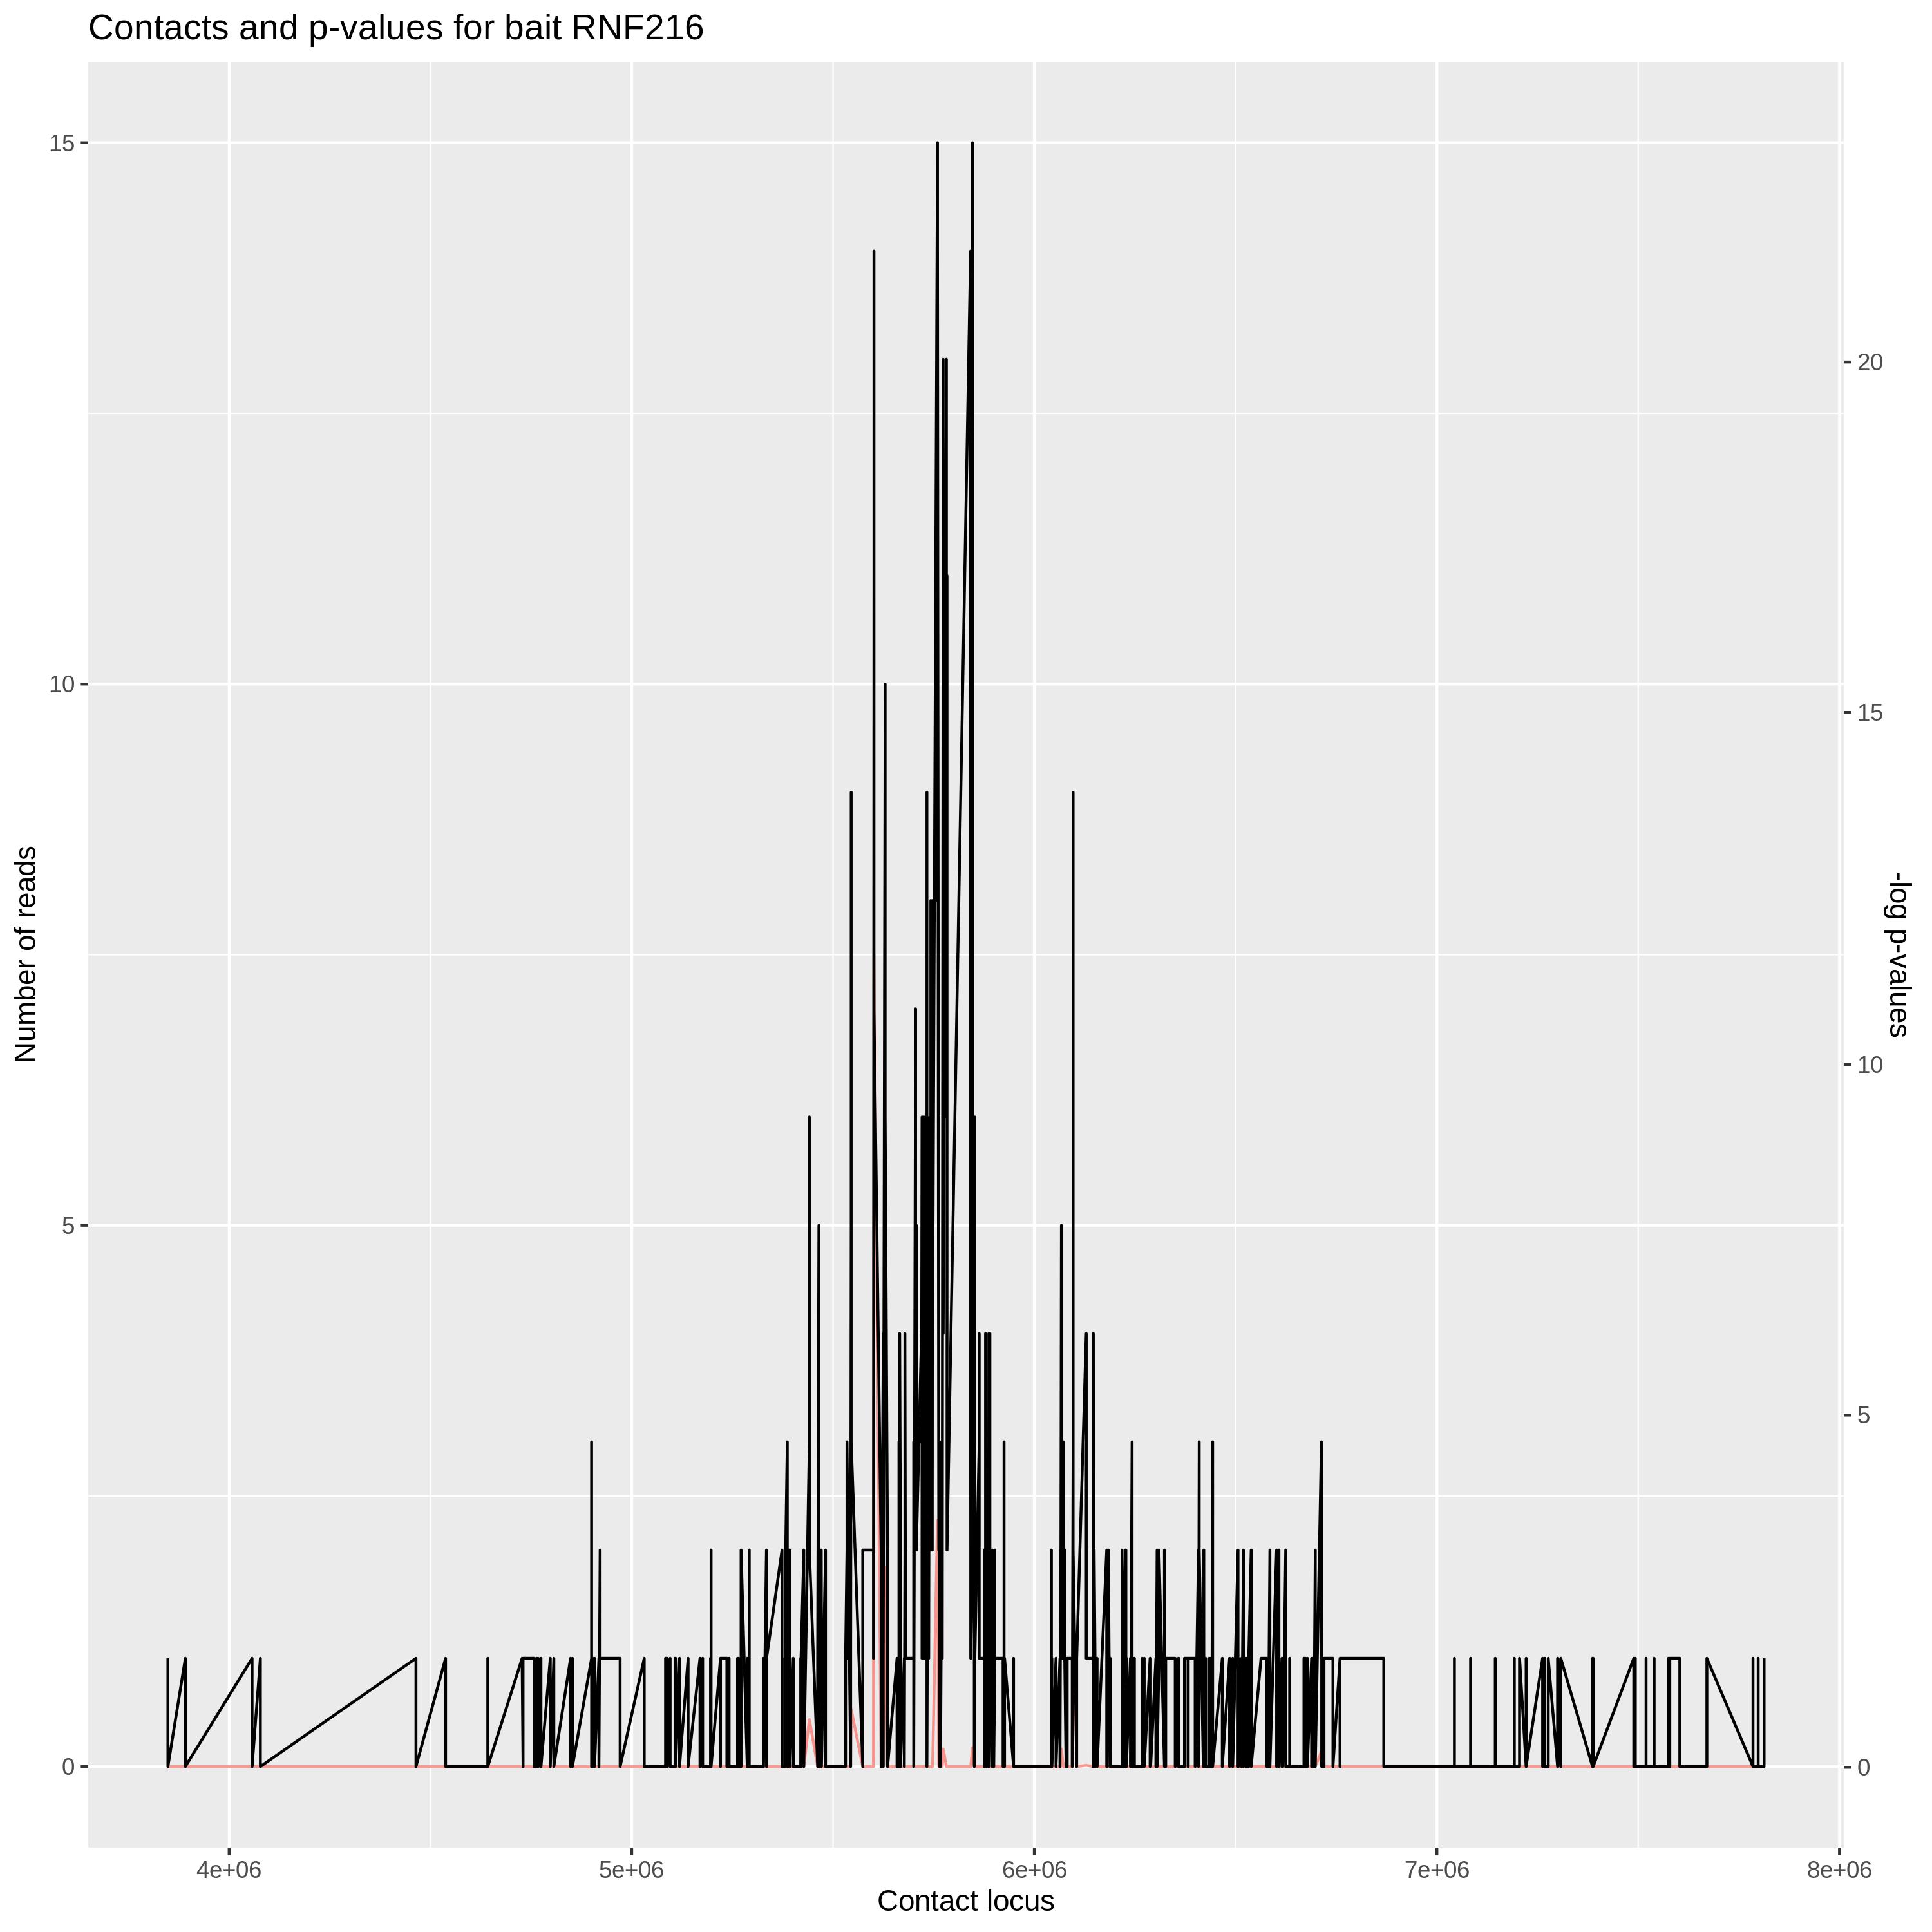 Contacts and p-values for bait RNF216
15
10
5
0
Number of reads
20
15
10
5
0
-log p-values
4e+06 5e+06 6e+06 7e+06 8e+06
Contact locus